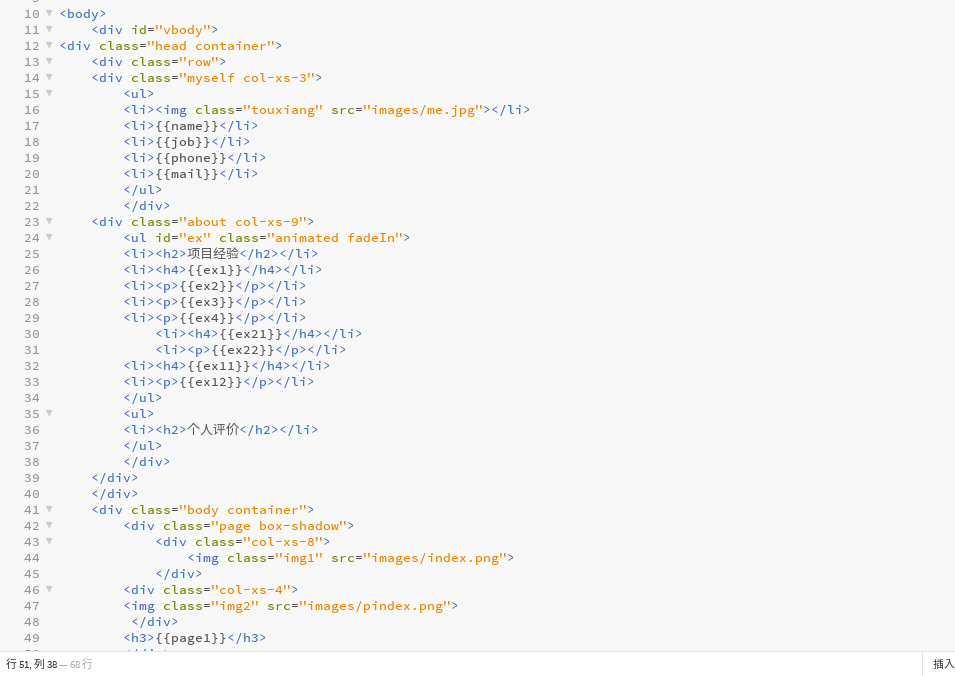 10 <body>
11 <div id="vbody">
12 <div class="head container">
13 <div class="row">
14 <div class="myself col-xs-3">
15 <ul>
16 <li><img class="touxiang" src="images/me.jpg"></li>
17 <li>{{name}}</li>
18 <li>{{job}}</li>
19 <li>{{phone}}</li>
20 <li>{{mail}}</li>
21 </ul>
22 </div>
23 <div class="about col-xs-9">
24 <ul id="ex" class="animated fadeIn">
25 <li><h2>项目经验</h2></li>
26 <li><h4>{{ex1}}</h4></li>
27 <li><p>{{ex2}}</p></li>
28 <li><p>{{ex3}}</p></li>
29 <li><p>{{ex4}}</p></li>
30 <li><h4>{{ex21}}</h4></li>
31 <li><p>{{ex22}}</p></li>
32 <li><h4>{{ex11}}</h4></li>
33 <li><p>{{ex12}}</p></li>
34 </ul>
35 <ul>
36 <li><h2>个人评价</h2></li>
37 </ul>
38 </div>
39 </div>
40 </div>
41 <div class="body container">
42 <div class="page box-shadow">
43 <div class="col-xs-8">
44 <img class="img1" src="images/index.png">
45 </div>
46 <div class="col-xs-4">
47 <img class="img2" src="images/pindex.png">
48 </div>
49 <h3>{{page1}}</h3>
行 51, 列 38 — 68 行
插入